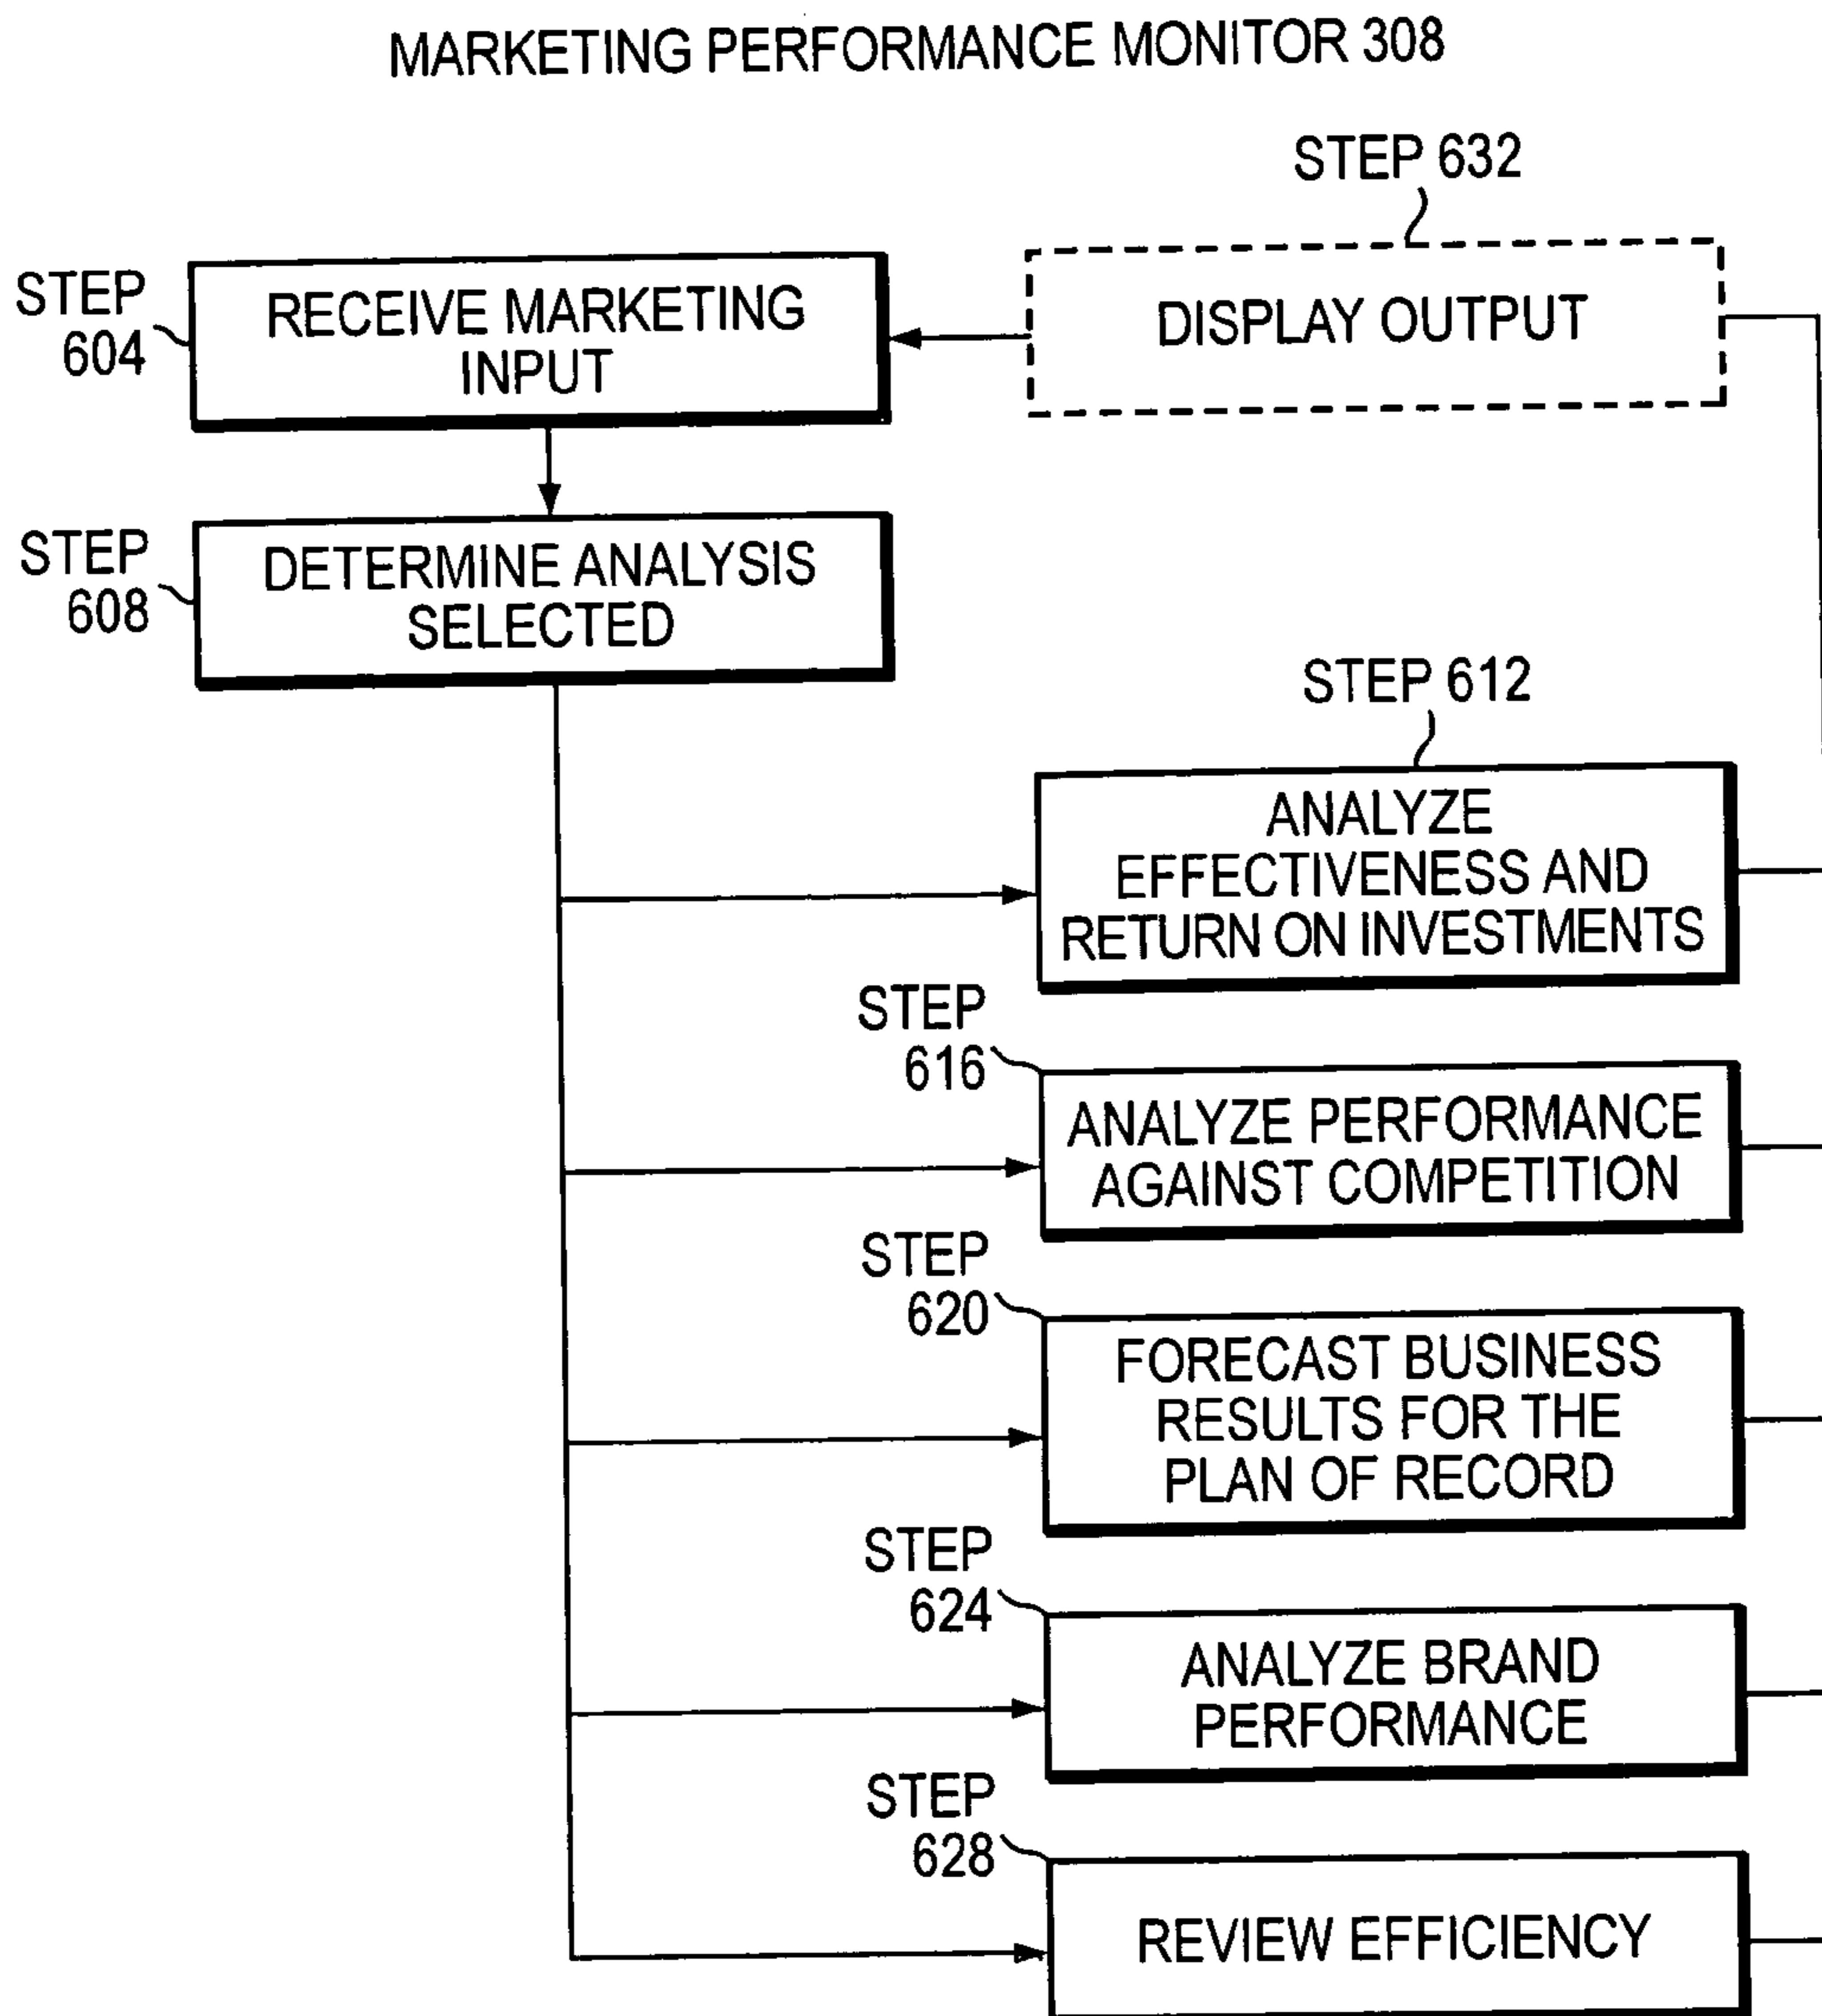 MARKETING PERFORMANCE MONITOR 308
STEP 632
STEP
604
RECEIVE MARKETING
INPUT
DISPLAY OUTPUT
STEP
608
DETERMINE ANALYSIS
SELECTED
STEP 612
ANALYZE
EFFECTIVENESS AND
RETURN ON INVESTMENTS
STEP
616
ANALYZE PERFORMANCE
AGAINST COMPETITION
STEP
620
FORECAST BUSINESS
RESULTS FOR THE
PLAN OF RECORD
STEP
624
ANALYZE BRAND
PERFORMANCE
STEP
628
REVIEW EFFICIENCY